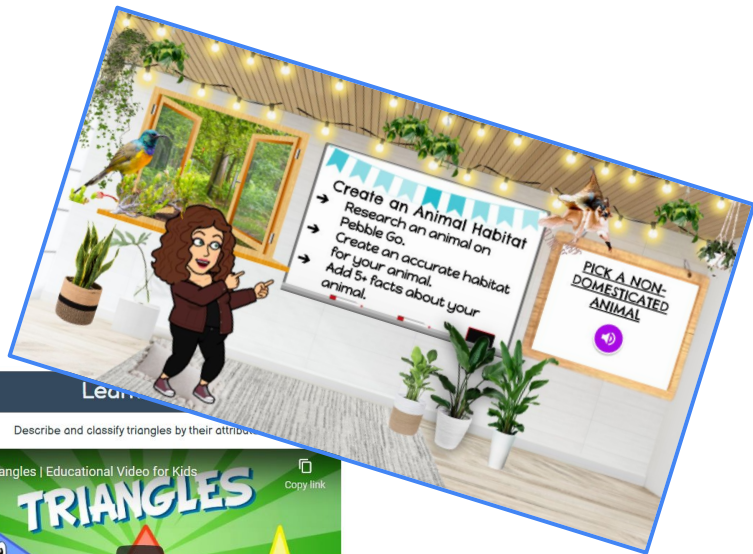 Create an Animal Habitat
➔ Research an animal on
Pebble Go.
➔ Create an accurate habitat
for your animal.
➔ Add 5+ facts about your
animal.
PICK A NON-
DOMESTICATED
ANIMAL
Describe and classify triangles by their
angles | Educational Video for Kids
Copy link
TRIANGLES